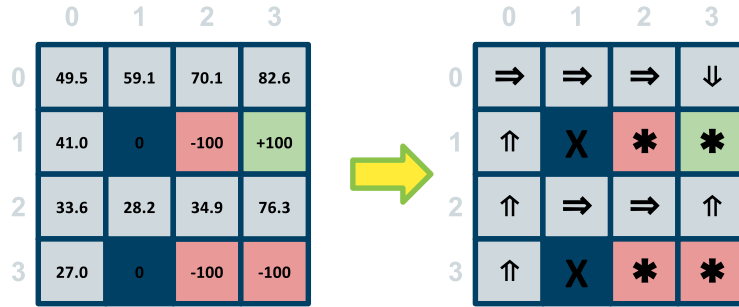 0 1 2 3 0 1 2 3
0 49.5 59.1 70.1 82.6 0 ⇒ ⇒ ⇒ ⇓
1 41.0 0 -100 +100 1 ⇑ X ✱ ✱
2 33.6 28.2 34.9 76.3 2 ⇑ ⇒ ⇒ ⇑
3 27.0 0 -100 -100 3 ⇑ X ✱ ✱